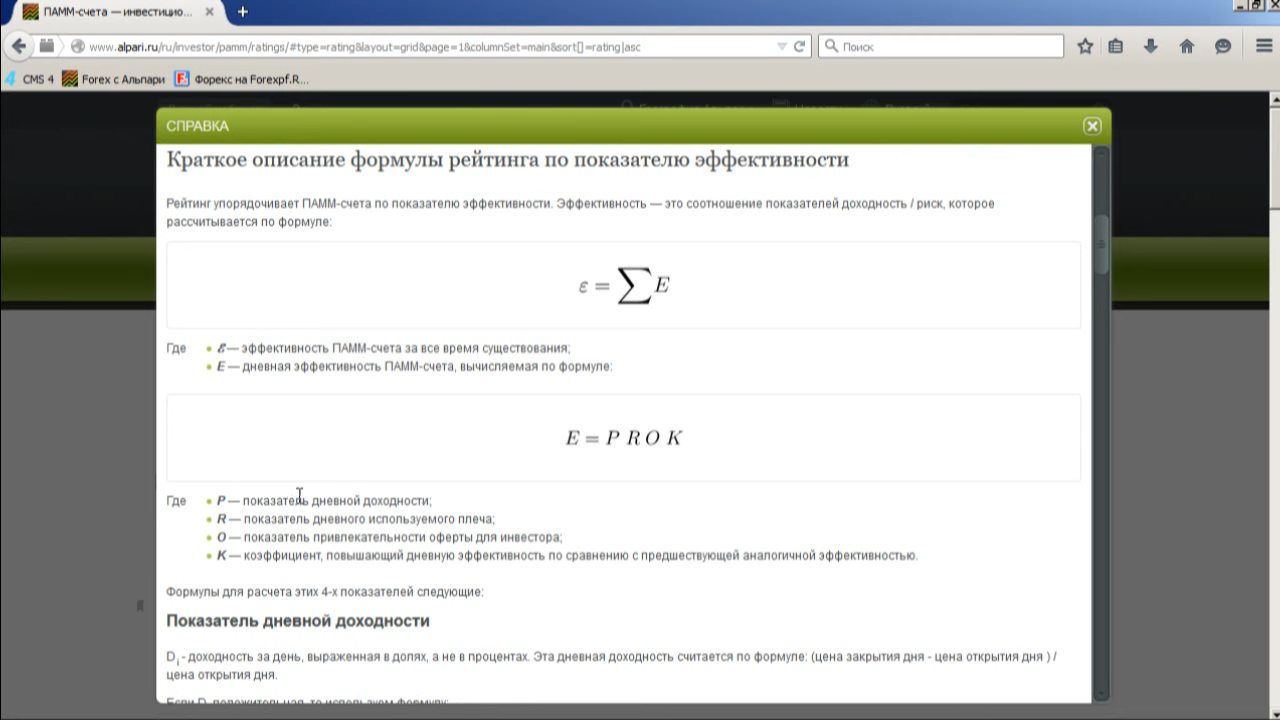 ПАММ-счета — инвестицио...
www.alpari.ru/ru/investor/pamm/ratings/#type=rating&layout=grid&page=1&columnSet=main&sort[]=rating|asc
Поиск
CMS 4 Forex с Альпари Форекс на Forexpf.R...
СПРАВКА
Краткое описание формулы рейтинга по показателю эффективности
Рейтинг упорядочивает ПАММ-счета по показателю эффективности. Эффективность — это соотношение показателей доходность / риск, которое
рассчитывается по формуле:
ε = ∑ E
Где • ℰ — эффективность ПАММ-счета за все время существования;
• E — дневная эффективность ПАММ-счета, вычисляемая по формуле:
E = P R O K
Где • P — показатель дневной доходности;
• R — показатель дневного используемого плеча;
• O — показатель привлекательности оферты для инвестора;
• K — коэффициент, повышающий дневную эффективность по сравнению с предшествующей аналогичной эффективностью.
Формулы для расчета этих 4-х показателей следующие:
Показатель дневной доходности
D_i - доходность за день, выраженная в долях, а не в процентах. Эта дневная доходность считается по формуле: (цена закрытия дня - цена открытия дня ) /
цена открытия дня.
Если D положительная, то используем формулу: